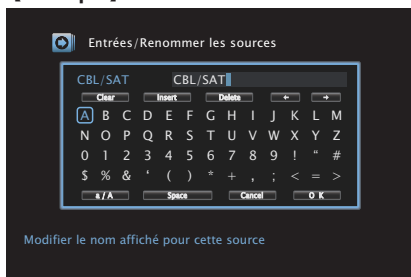 Entrées/Renommer les sources
CBL/SAT CBL/SAT
Clear Insert Delete ← →
A B C D E F G H I J K L M
N O P Q R S T U V W X Y Z
0 1 2 3 4 5 6 7 8 9 ! “ #
$ % & ‘ ( ) * + , ; < = >
a / A Space Cancel O K
Modifier le nom affiché pour cette source